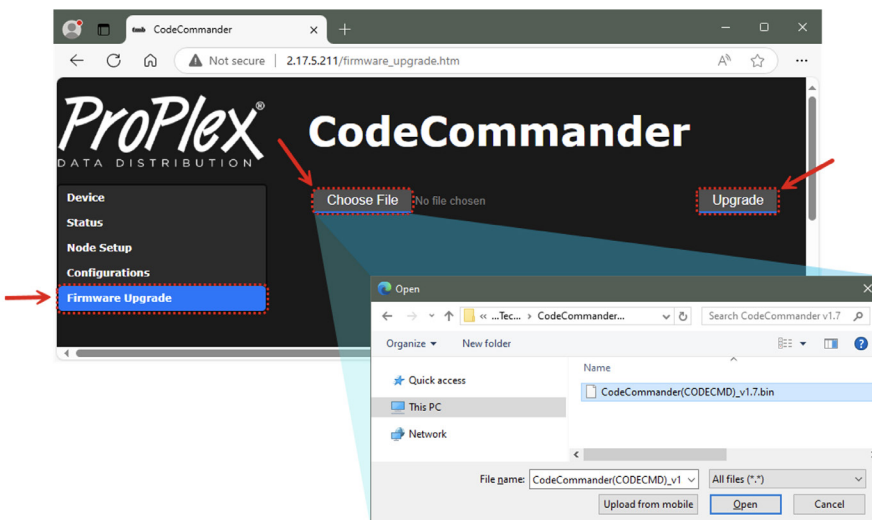 CodeCommander
Not secure | 2.17.5.211/firmware_upgrade.htm
ProPlex®
DATA DISTRIBUTION
CodeCommander
Choose File No file chosen
Upgrade
Device
Status
Node Setup
Configurations
Firmware Upgrade
Open
« ...Tec... › CodeCommander...
Search CodeCommander v1.7
Organize
New folder
Name
Quick access
CodeCommander(CODECMD)_v1.7.bin
This PC
Network
File name: CodeCommander(CODECMD)_v1
All files (*.*)
Upload from mobile
Open
Cancel